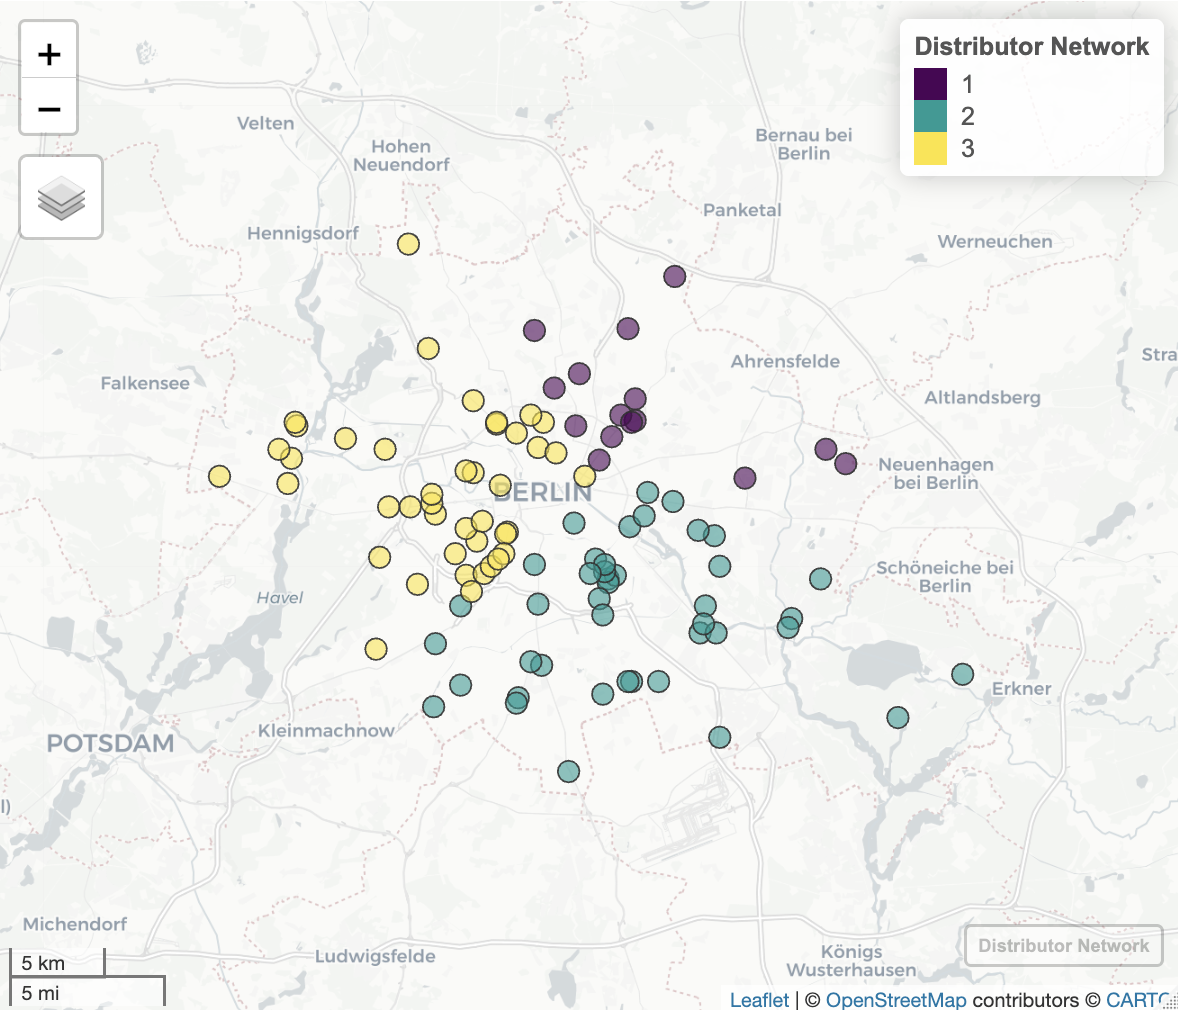 +
−
Distributor Network
1
2
3
Velten
Hohen
Neuendorf
Bernau bei
Berlin
Panketal
Hennigsdorf
Werneuchen
Ahrensfelde
Stra
Falkensee
Altlandsberg
Neuenhagen
bei Berlin
BERLIN
Schöneiche bei
Berlin
Havel
Erkner
Kleinmachnow
POTSDAM
l)
Michendorf
Distributor Network
Ludwigsfelde
Königs
Wusterhausen
5 km
5 mi
Leaflet | © OpenStreetMap contributors © CARTO